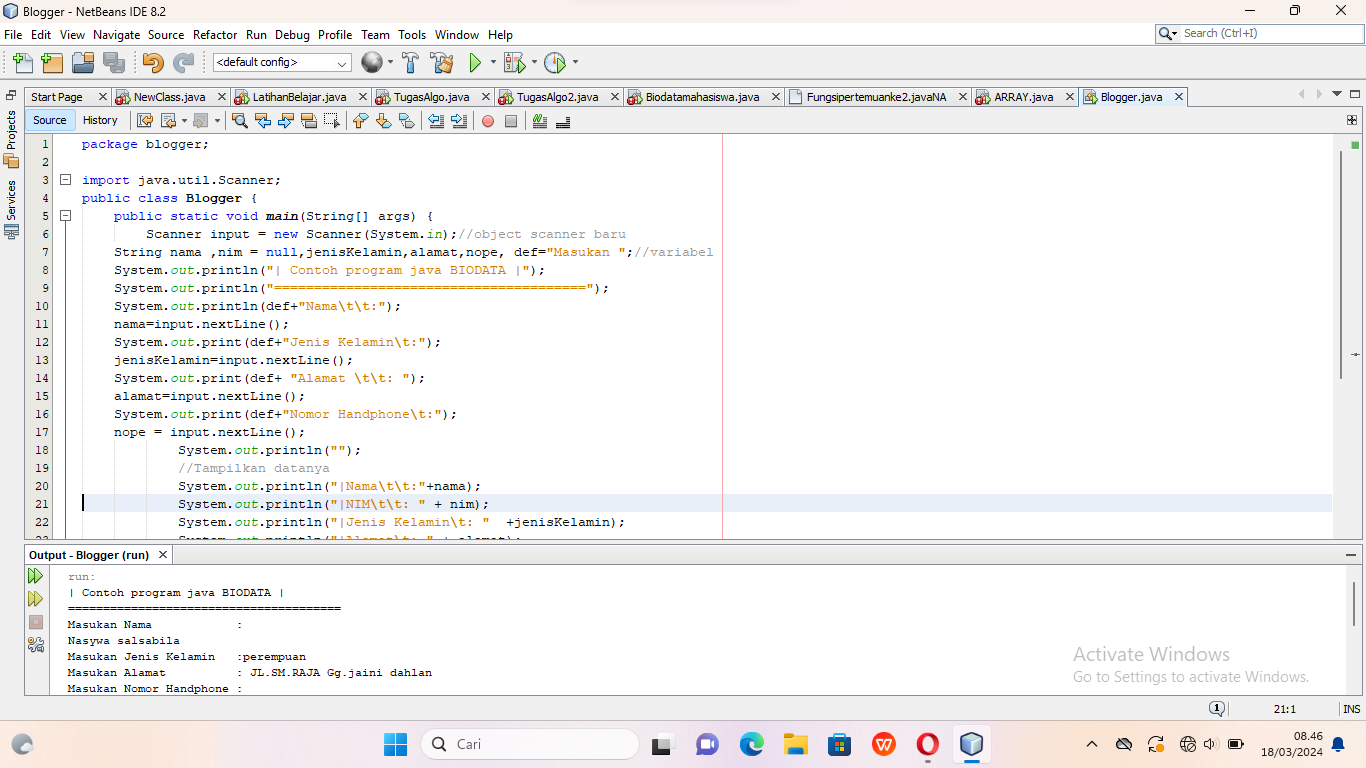 Blogger - NetBeans IDE 8.2
File Edit View Navigate Source Refactor Run Debug Profile Team Tools Window Help
Search (Ctrl+I)
<default config>
Start Page NewClass.java LatihanBelajar.java TugasAlgo.java TugasAlgo2.java Biodatamahasiswa.java Fungsipertemuanke2.javaNA ARRAY.java Blogger.java
Projects
Services
Source History
1 package blogger;
2
3 import java.util.Scanner;
4 public class Blogger {
5 public static void main(String[] args) {
6 Scanner input = new Scanner(System.in);//object scanner baru
7 String nama ,nim = null,jenisKelamin,alamat,nope, def="Masukan ";//variabel
8 System.out.println("| Contoh program java BIODATA |");
9 System.out.println("=======================================");
10 System.out.println(def+"Nama\t\t:");
11 nama=input.nextLine();
12 System.out.print(def+"Jenis Kelamin\t:");
13 jenisKelamin=input.nextLine();
14 System.out.print(def+ "Alamat \t\t: ");
15 alamat=input.nextLine();
16 System.out.print(def+"Nomor Handphone\t:");
17 nope = input.nextLine();
18 System.out.println("");
19 //Tampilkan datanya
20 System.out.println("|Nama\t\t:"+nama);
21 System.out.println("|NIM\t\t: " + nim);
22 System.out.println("|Jenis Kelamin\t: " +jenisKelamin);
Output - Blogger (run)
run:
| Contoh program java BIODATA |
=======================================
Masukan Nama :
Nasywa salsabila
Masukan Jenis Kelamin :perempuan
Masukan Alamat : JL.SM.RAJA Gg.jaini dahlan
Masukan Nomor Handphone :
Activate Windows
Go to Settings to activate Windows.
1 21:1 INS
Cari
08.46
18/03/2024